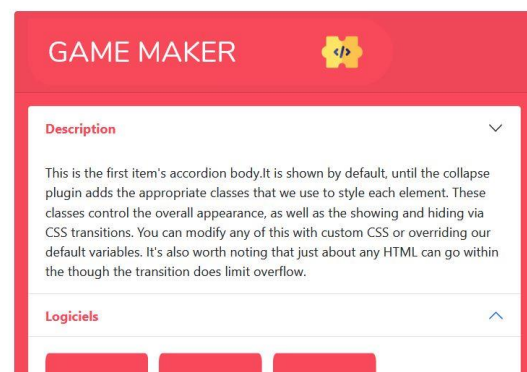 GAME MAKER
</>
Description
This is the first item's accordion body.It is shown by default, until the collapse
plugin adds the appropriate classes that we use to style each element. These
classes control the overall appearance, as well as the showing and hiding via
CSS transitions. You can modify any of this with custom CSS or overriding our
default variables. It's also worth noting that just about any HTML can go within
the though the transition does limit overflow.
Logiciels